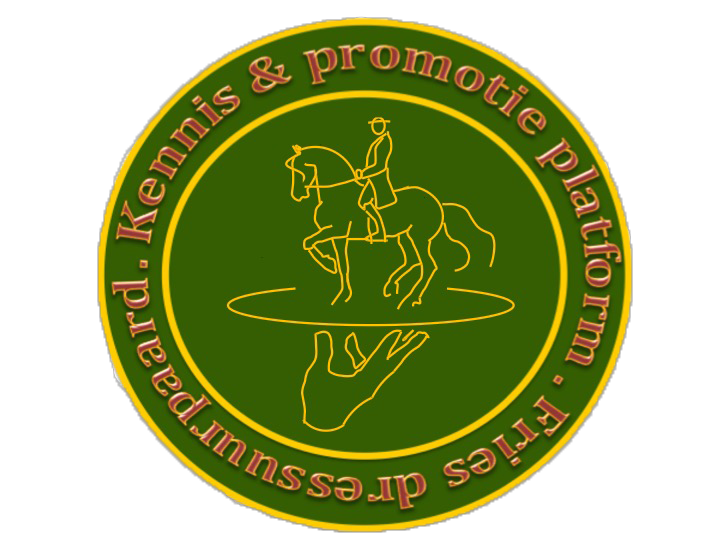 Kennis & promotie platform .
Fries dressuurpaard .